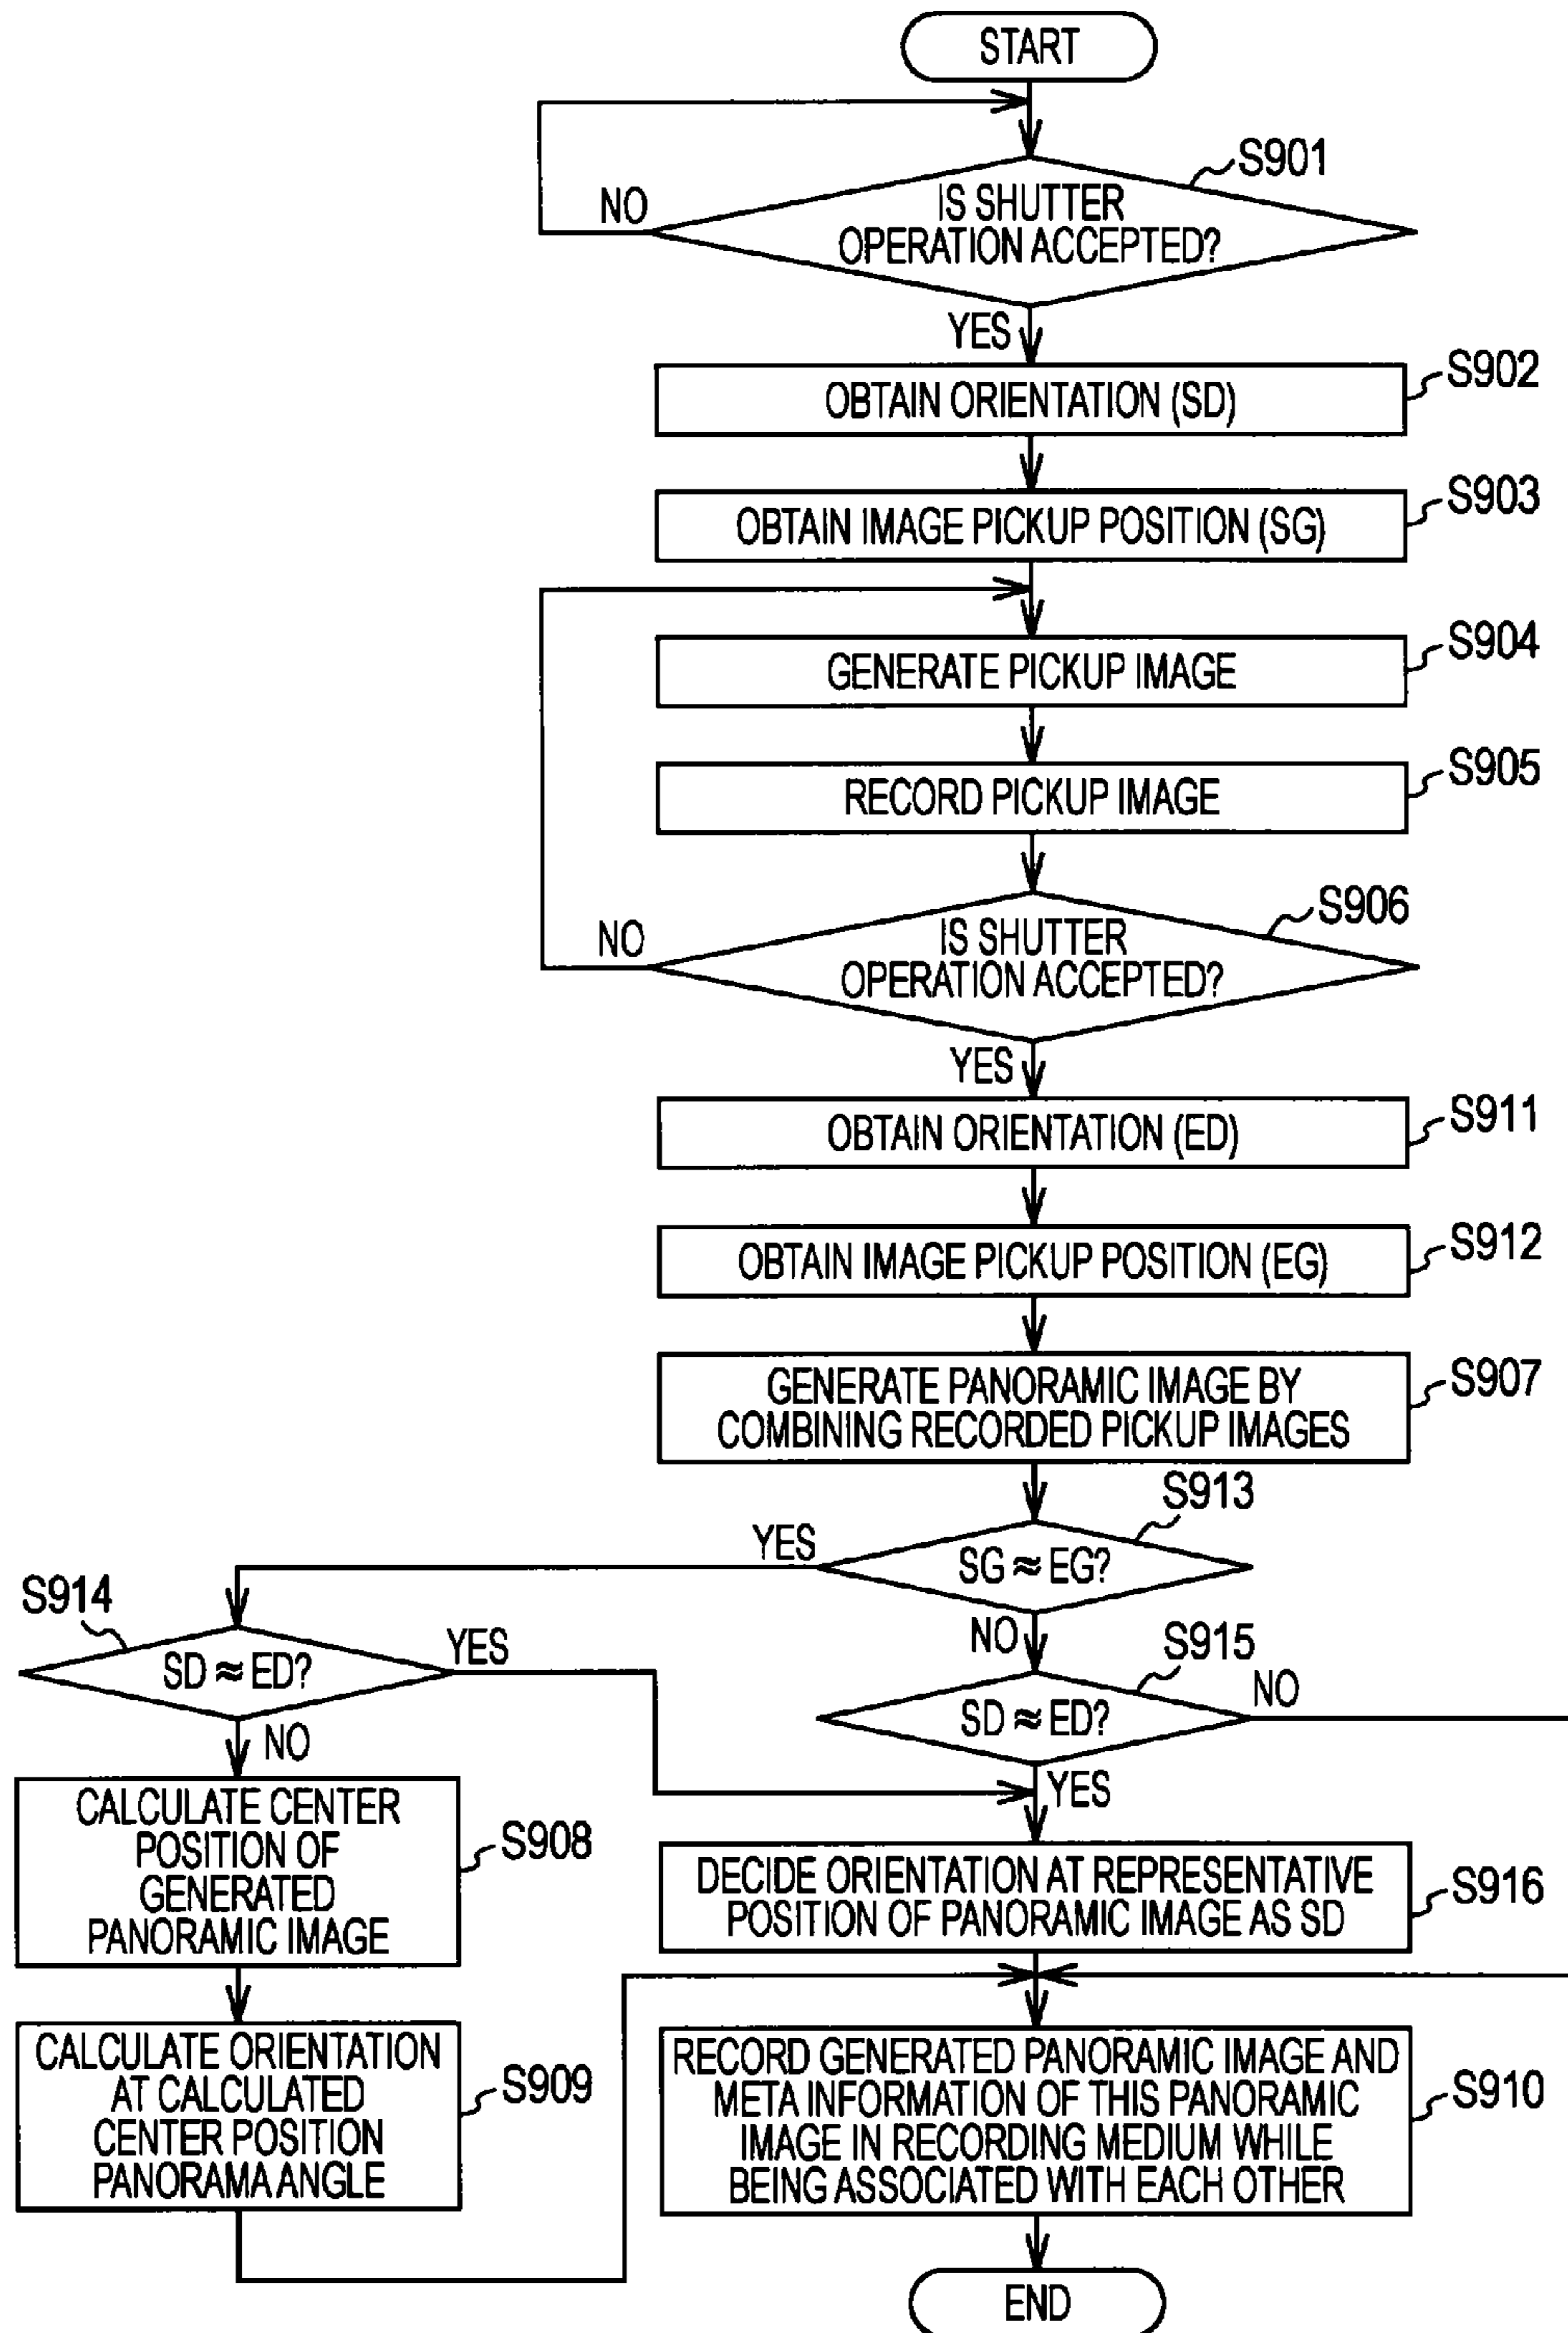 START
S901
NO
IS SHUTTER
OPERATION ACCEPTED?
YES
S902
OBTAIN ORIENTATION (SD)
S903
OBTAIN IMAGE PICKUP POSITION (SG)
S904
GENERATE PICKUP IMAGE
S905
RECORD PICKUP IMAGE
S906
NO
IS SHUTTER
OPERATION ACCEPTED?
YES
S911
OBTAIN ORIENTATION (ED)
S912
OBTAIN IMAGE PICKUP POSITION (EG)
S907
GENERATE PANORAMIC IMAGE BY
COMBINING RECORDED PICKUP IMAGES
S913
YES
SG ≈ EG?
NO
S914
SD ≈ ED?
YES
NO
S915
SD ≈ ED?
NO
YES
CALCULATE CENTER
POSITION OF
GENERATED
PANORAMIC IMAGE
S908
DECIDE ORIENTATION AT REPRESENTATIVE
POSITION OF PANORAMIC IMAGE AS SD
S916
CALCULATE ORIENTATION
AT CALCULATED
CENTER POSITION
PANORAMA ANGLE
S909
RECORD GENERATED PANORAMIC IMAGE AND
META INFORMATION OF THIS PANORAMIC
IMAGE IN RECORDING MEDIUM WHILE
BEING ASSOCIATED WITH EACH OTHER
S910
END